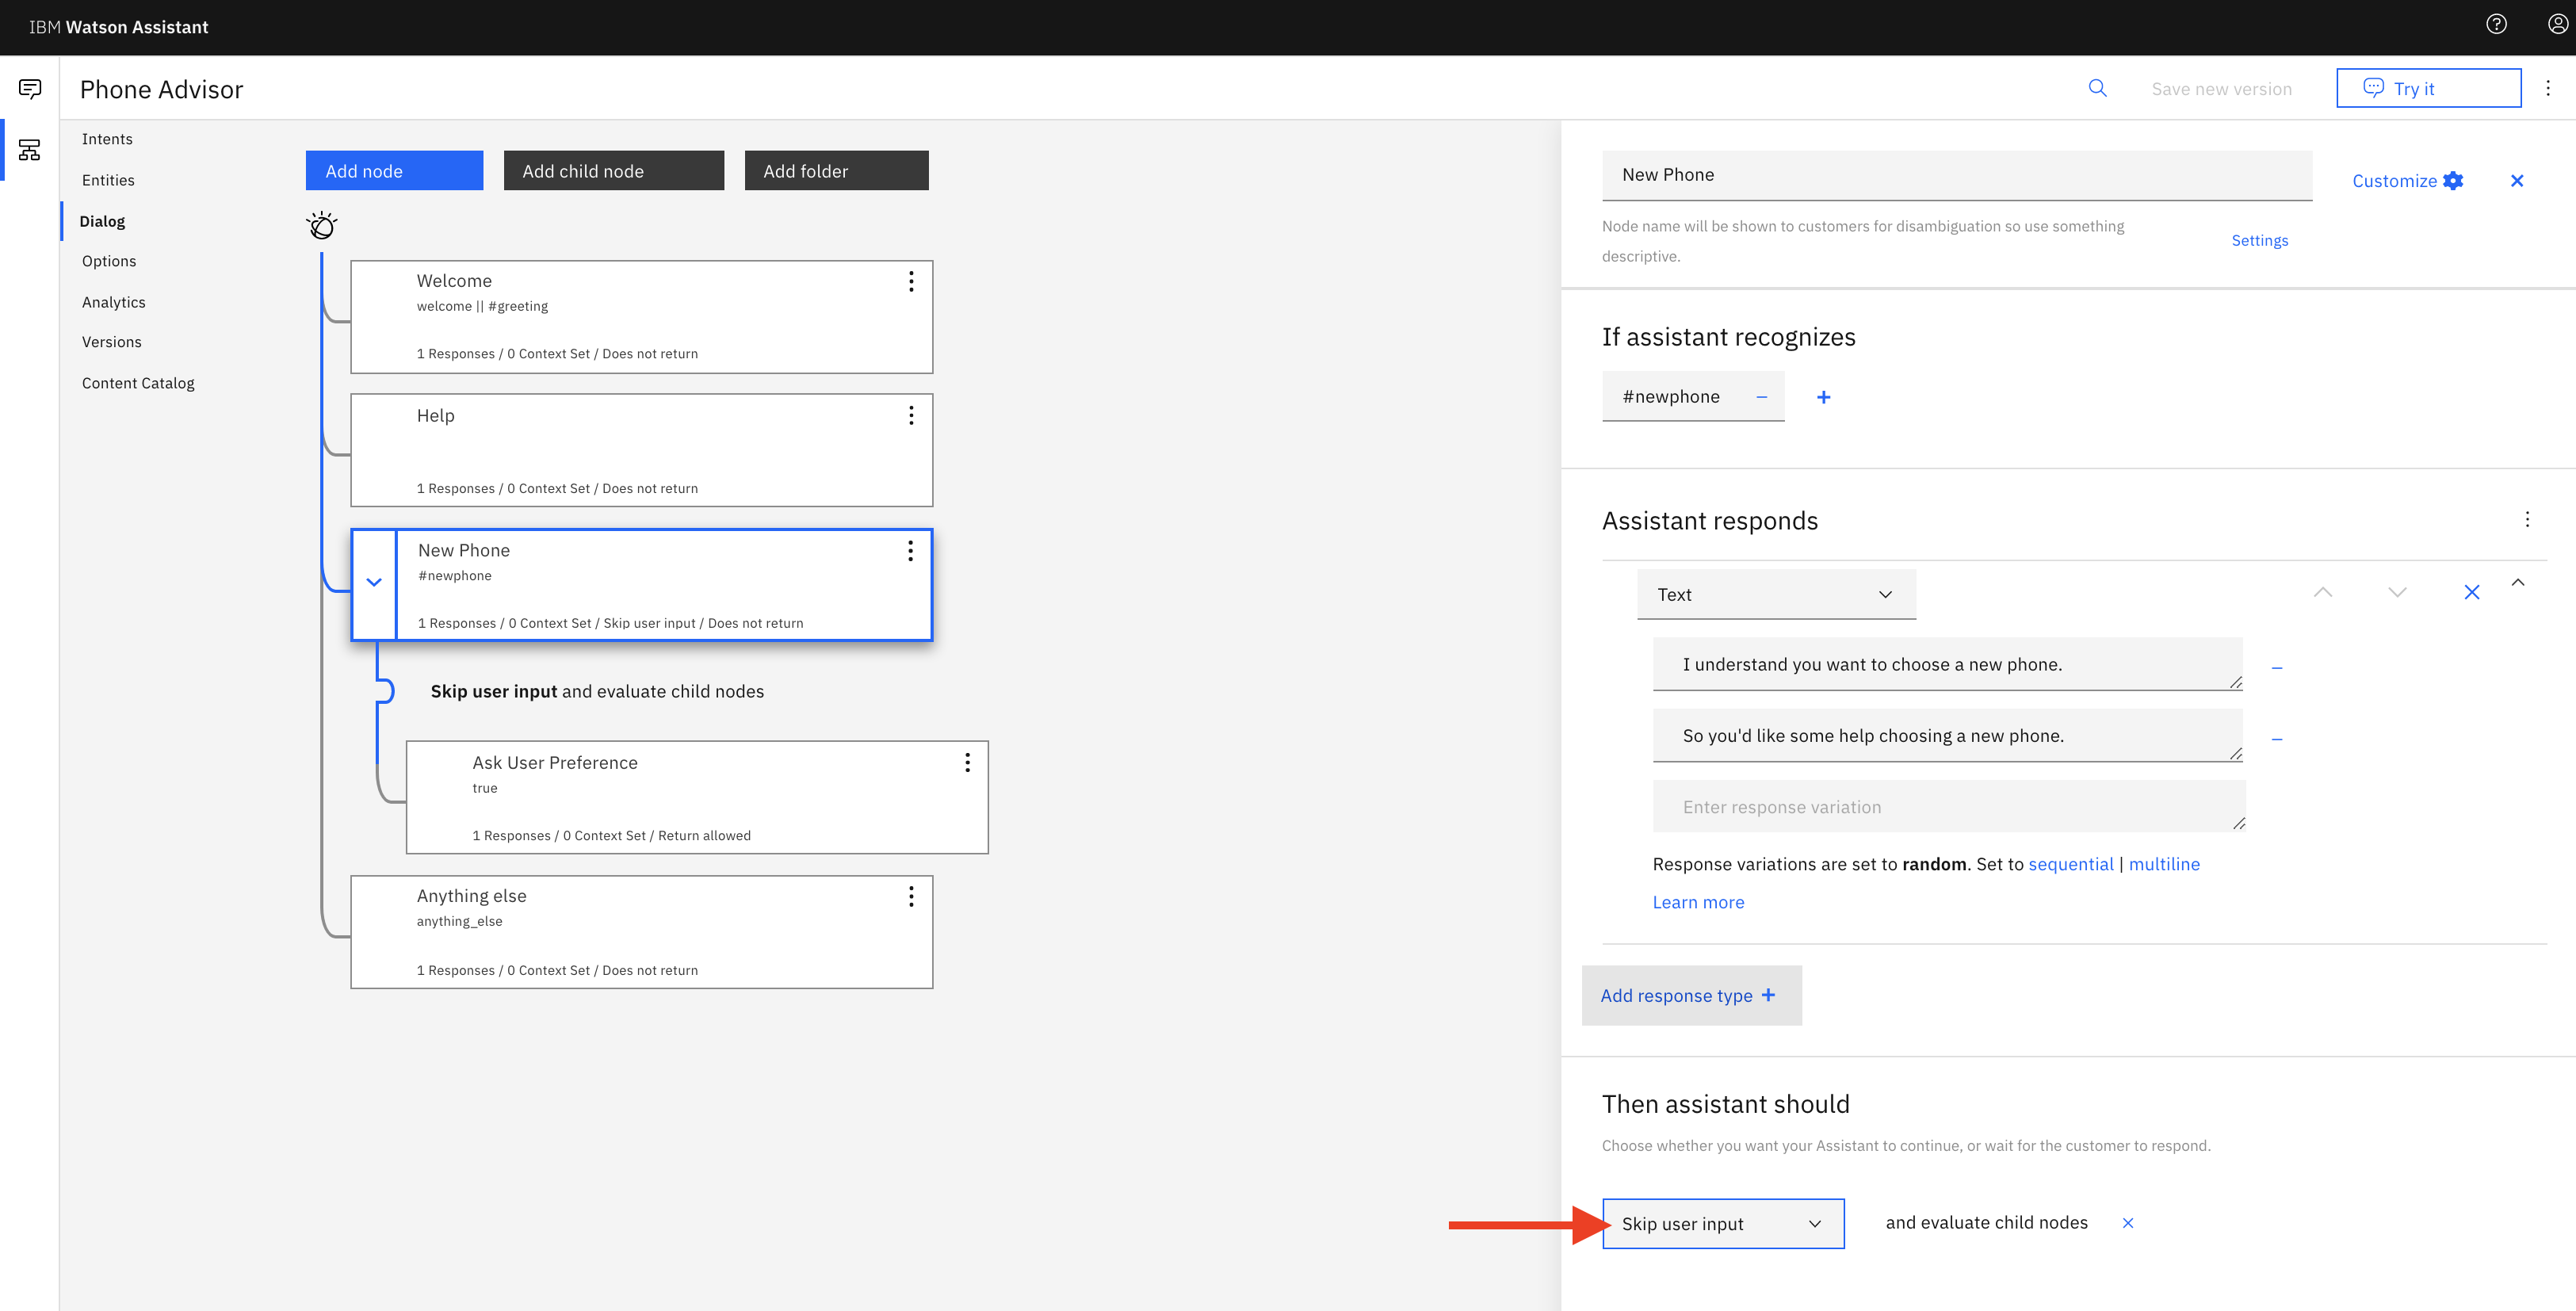 IBM Watson Assistant
Phone Advisor
Save new version
Try it
Intents
Entities
Dialog
Options
Analytics
Versions
Content Catalog
Add node
Add child node
Add folder
Welcome
welcome || #greeting
1 Responses / 0 Context Set / Does not return
Help
1 Responses / 0 Context Set / Does not return
New Phone
#newphone
1 Responses / 0 Context Set / Skip user input / Does not return
Skip user input and evaluate child nodes
Ask User Preference
true
1 Responses / 0 Context Set / Return allowed
Anything else
anything_else
1 Responses / 0 Context Set / Does not return
New Phone
Customize
Node name will be shown to customers for disambiguation so use something
descriptive.
Settings
If assistant recognizes
#newphone
Assistant responds
Text
I understand you want to choose a new phone.
So you'd like some help choosing a new phone.
Enter response variation
Response variations are set to random. Set to sequential | multiline
Learn more
Add response type +
Then assistant should
Choose whether you want your Assistant to continue, or wait for the customer to respond.
Skip user input
and evaluate child nodes